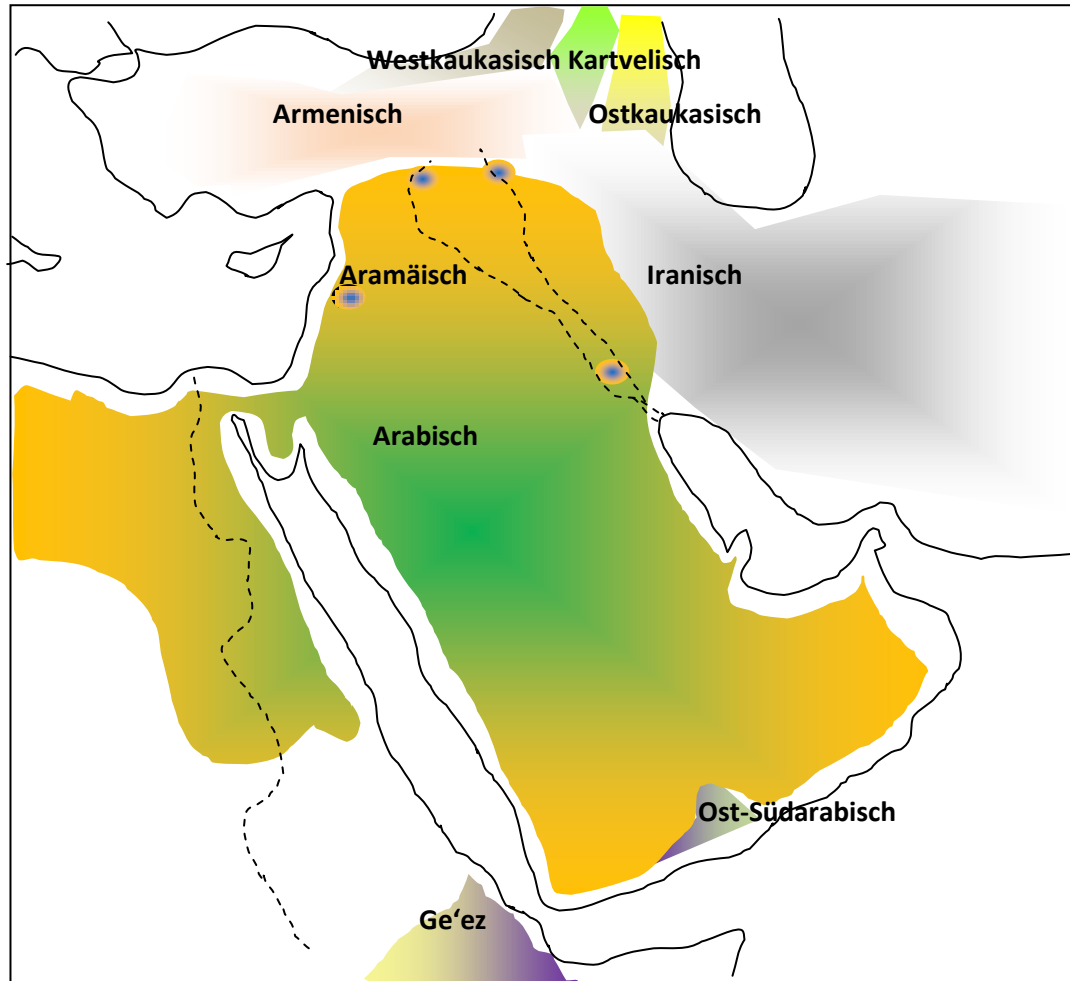 Westkaukasisch Kartvelisch
Armenisch
Ostkaukasisch
Aramäisch
Iranisch
Arabisch
Ost-Südarabisch
Ge‘ez